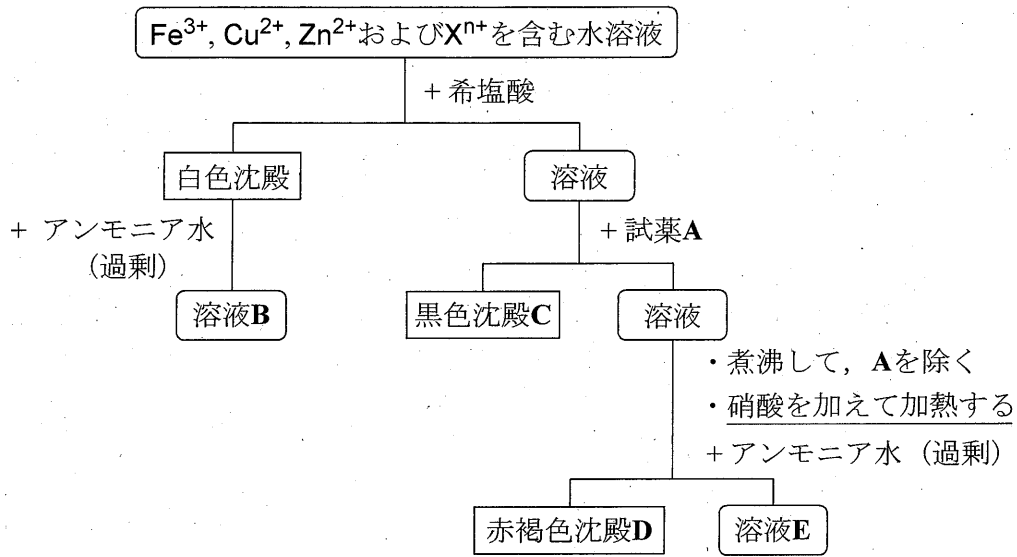 Fe³⁺, Cu²⁺, Zn²⁺およびXⁿ⁺を含む水溶液
+ 希塩酸
白色沈殿
溶液
+ アンモニア水
（過剰）
+ 試薬A
溶液B
黒色沈殿C
溶液
・煮沸して，Aを除く
・硝酸を加えて加熱する
+ アンモニア水（過剰）
赤褐色沈殿D
溶液E